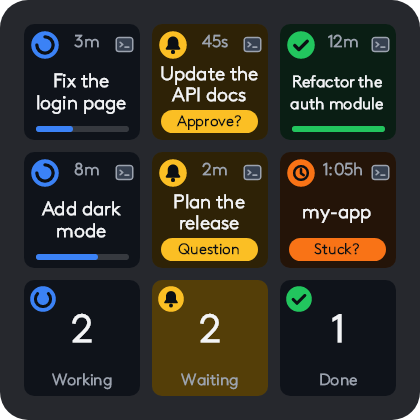 3m
Fix the
login page
45s
Update the
API docs
Approve?
12m
Refactor the
auth module
8m
Add dark
mode
2m
Plan the
release
Question
1:05h
my-app
Stuck?
2
Working
2
Waiting
1
Done